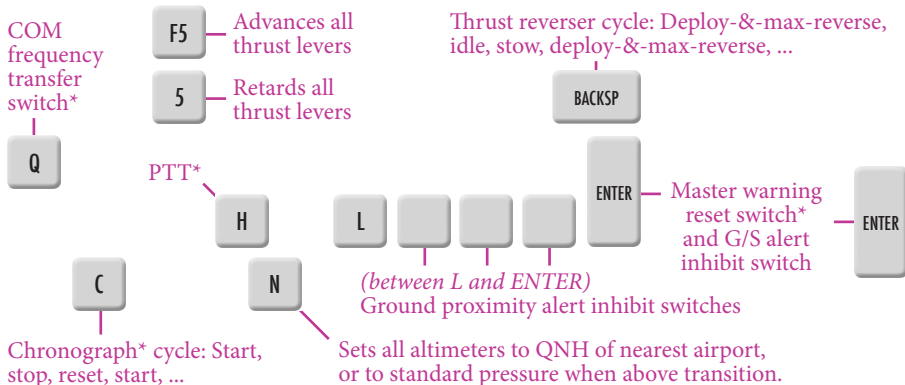 COM
frequency
transfer
switch*
Q
F5
Advances all
thrust levers
5
Retards all
thrust levers
Thrust reverser cycle: Deploy-&-max-reverse,
idle, stow, deploy-&-max-reverse, ...
BACKSP
PTT*
H
L
ENTER
Master warning
reset switch*
and G/S alert
inhibit switch
ENTER
C
N
(between L and ENTER)
Ground proximity alert inhibit switches
Chronograph* cycle: Start,
stop, reset, start, ...
Sets all altimeters to QNH of nearest airport,
or to standard pressure when above transition.